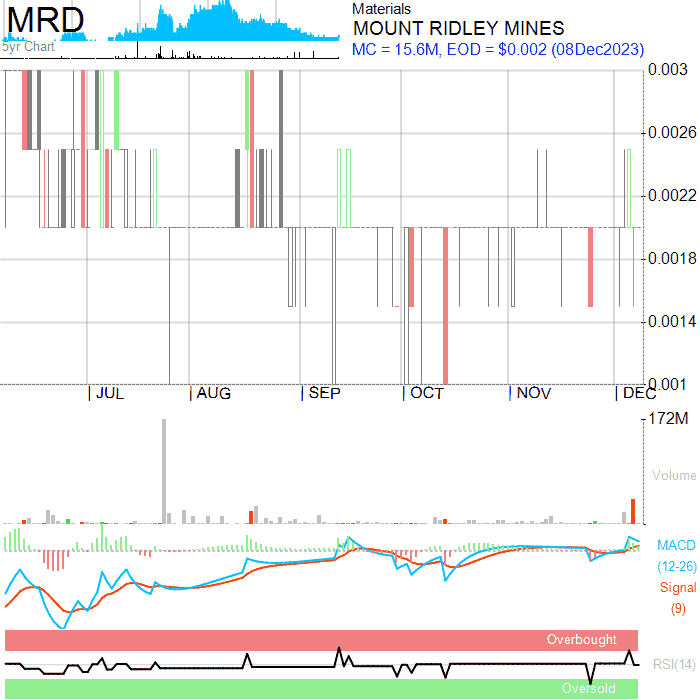 MRD
5yr Chart
Materials
MOUNT RIDLEY MINES
MC = 15.6M, EOD = $0.002 (08Dec2023)
0.003
0.0026
0.0022
0.0018
0.0014
0.001
JUL AUG SEP OCT NOV DEC
172M
Volume
MACD
(12-26)
Signal
(9)
Overbought
RSI(14)
Oversold